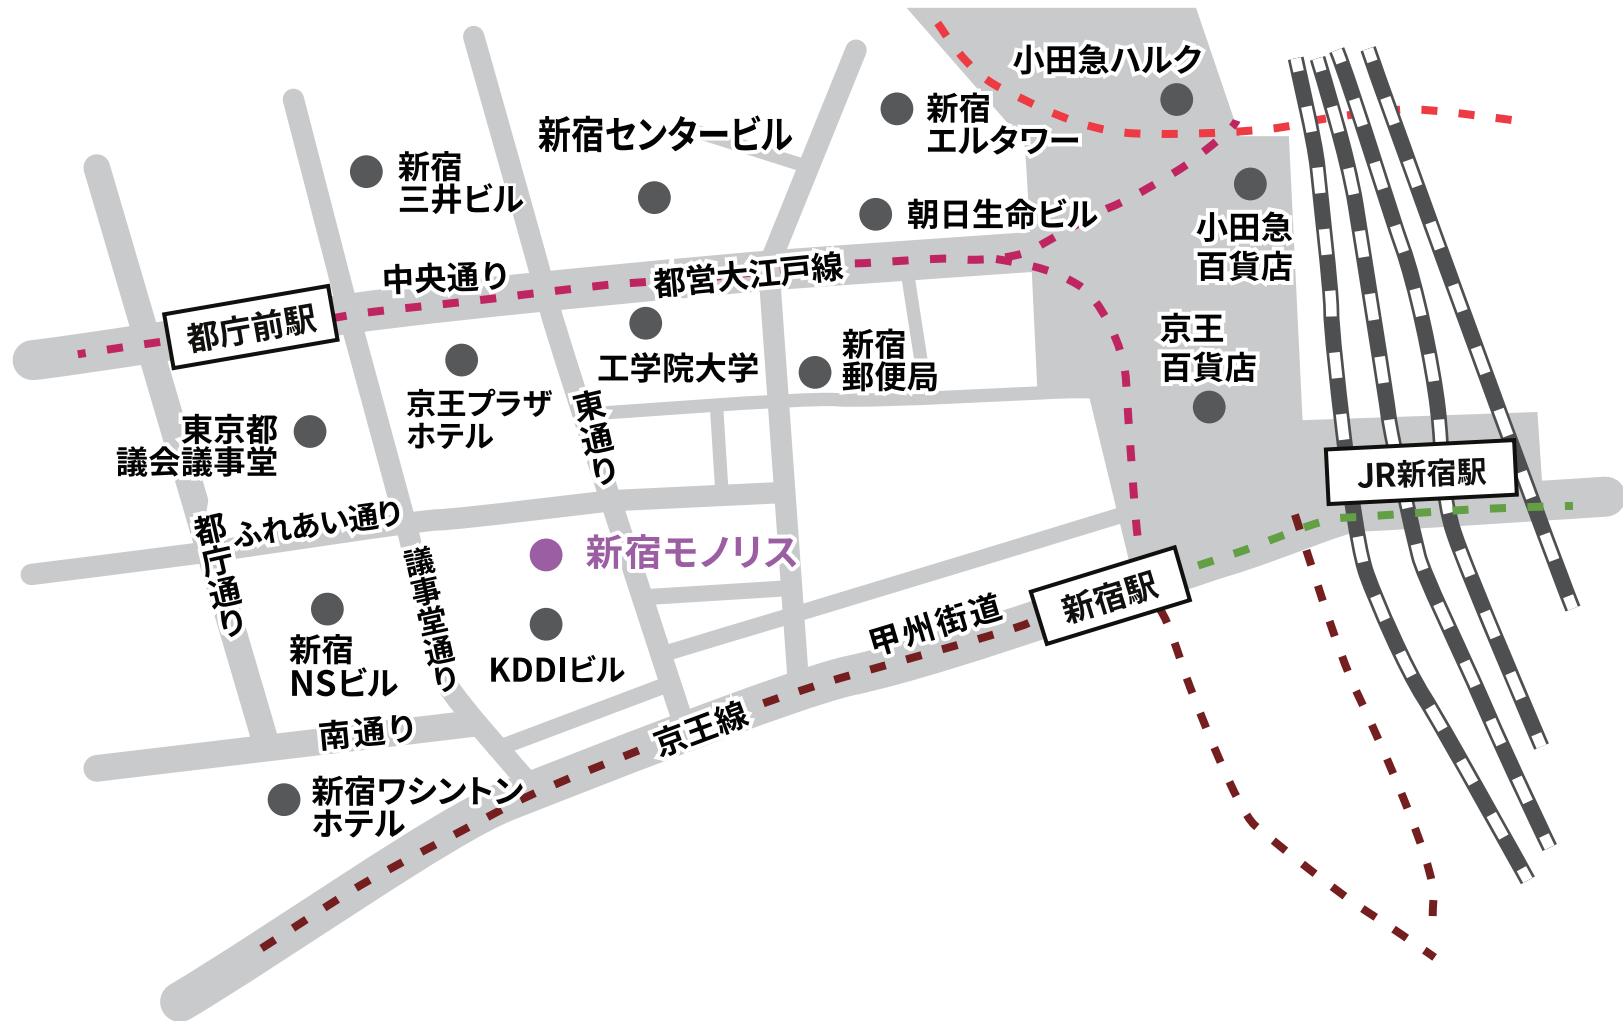 小田急ハルク
新宿
エルタワー
新宿センタービル
新宿
三井ビル
朝日生命ビル
小田急
百貨店
中央通り
都営大江戸線
都庁前駅
京王
百貨店
工学院大学
新宿
郵便局
京王プラザ
ホテル
東通り
東京都
議会議事堂
JR新宿駅
ふれあい通り
都庁通り
議事堂通り
新宿モノリス
新宿駅
甲州街道
新宿
NSビル
KDDIビル
南通り
京王線
新宿ワシントン
ホテル